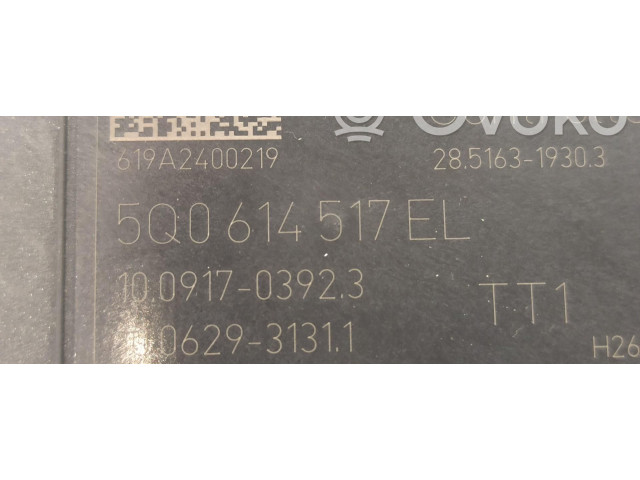 619A2400219 28.5163-1930.3
5Q0 614 517 EL
10.0917-0392.3 TT1
0629-3131.1 H26